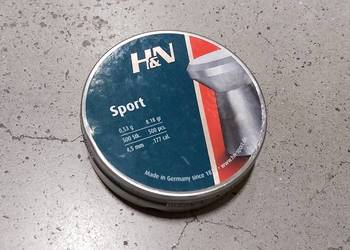 H&N
Sport
0,53 g 8.18 gr
500 Stk. 500 pcs.
4,5 mm .177 cal.
Made in Germany since